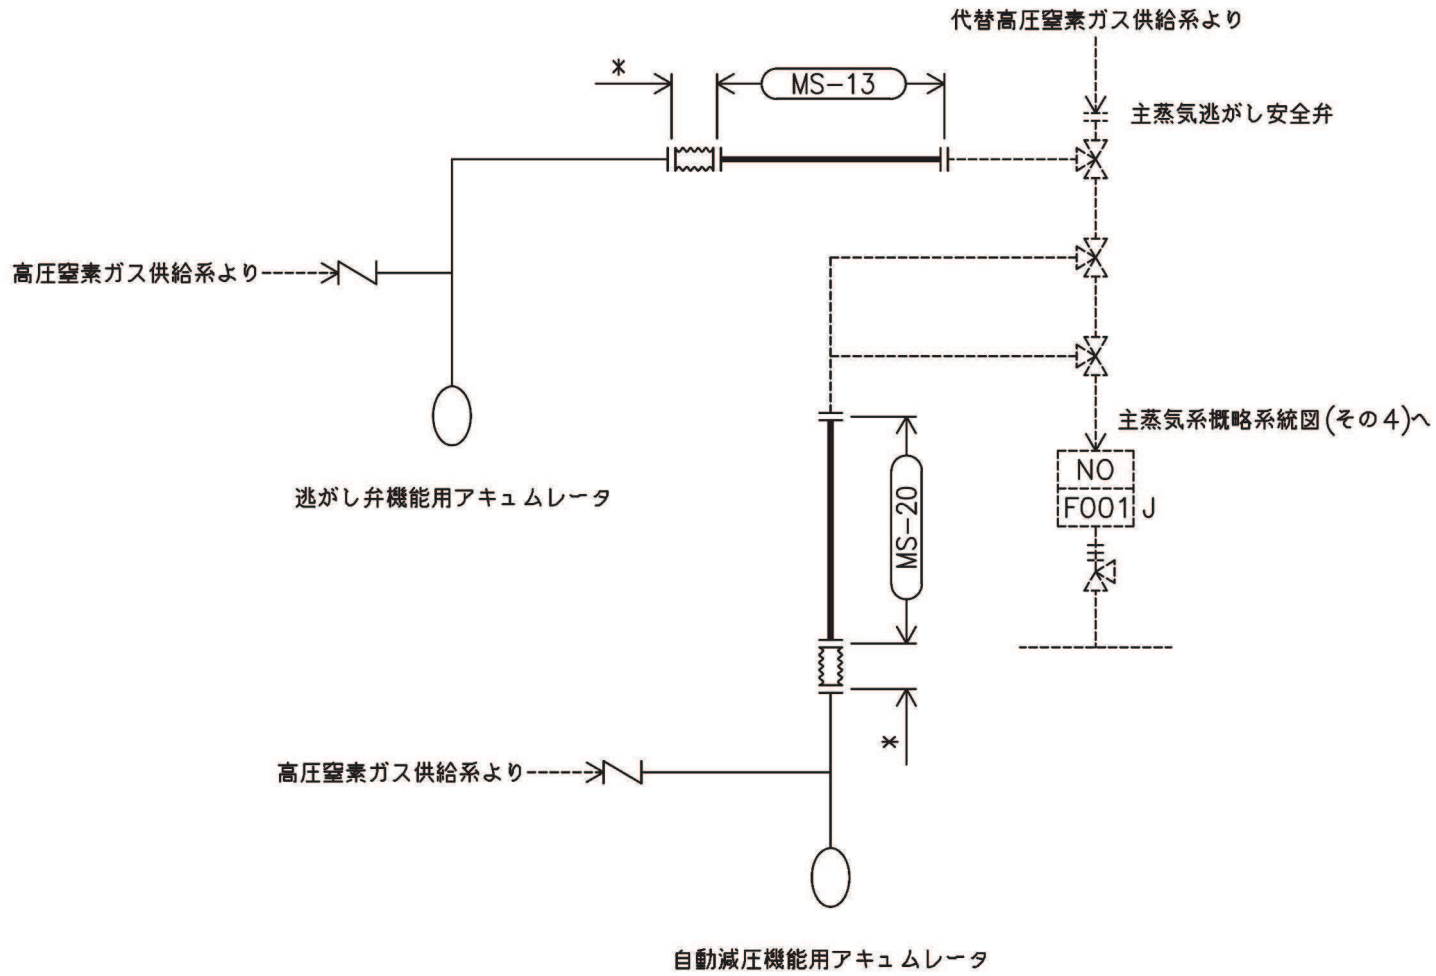 代替高圧窒素ガス供給系より
*
MS-13
主蒸気逃がし安全弁
高圧窒素ガス供給系より
主蒸気系概略系統図(その4)へ
NO
F001 J
逃がし弁機能用アキュムレータ
MS-20
*
高圧窒素ガス供給系より
自動減圧機能用アキュムレータ